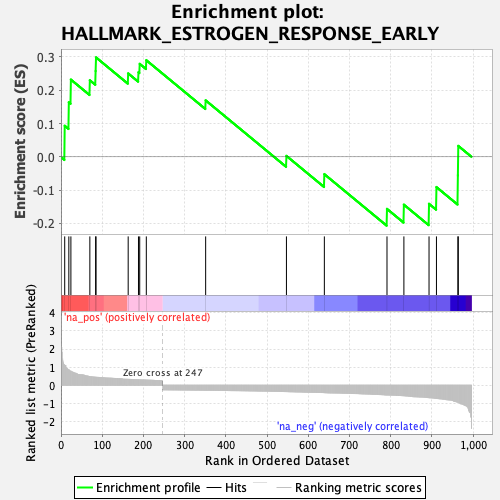 Enrichment plot:
HALLMARK_ESTROGEN_RESPONSE_EARLY
Enrichment score (ES)
0.3
0.2
0.1
0.0
-0.1
-0.2
Ranked list metric (PreRanked)
4
3
2
1
0
-1
-2
'na_pos' (positively correlated)
Zero cross at 247
'na_neg' (negatively correlated)
0 100 200 300 400 500 600 700 800 900 1,000
Rank in Ordered Dataset
Enrichment profile Hits Ranking metric scores